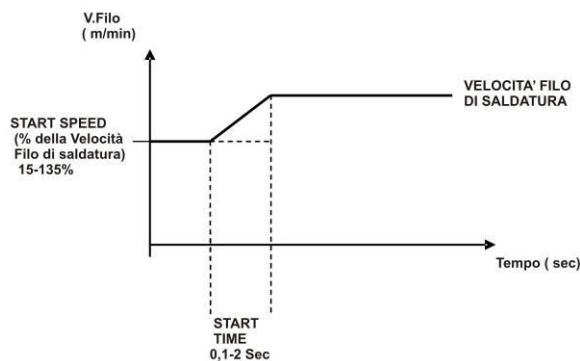 V.Filo
( m/min)
VELOCITA' FILO
DI SALDATURA
START SPEED
(% della Velocità
Filo di saldatura)
15-135%
Tempo ( sec)
START
TIME
0,1-2 Sec